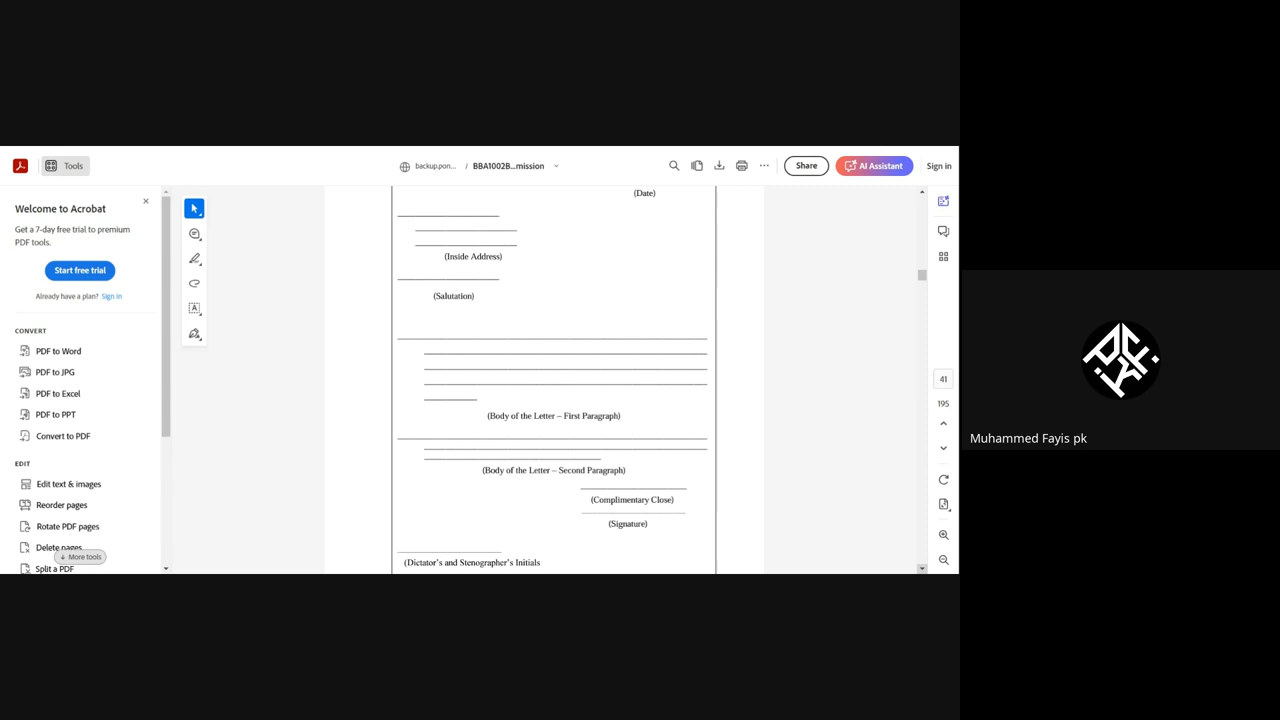 Tools
backup.pon... / BBA1002B...mission
Share
AI Assistant
Sign in
Welcome to Acrobat
Get a 7-day free trial to premium
PDF tools.
Start free trial
Already have a plan? Sign in
CONVERT
PDF to Word
PDF to JPG
PDF to Excel
PDF to PPT
Convert to PDF
EDIT
Edit text & images
Reorder pages
Rotate PDF pages
Delete pages
More tools
Split a PDF
(Date)
(Inside Address)
(Salutation)
(Body of the Letter – First Paragraph)
(Body of the Letter – Second Paragraph)
(Complimentary Close)
(Signature)
(Dictator's and Stenographer's Initials
41
195
Muhammed Fayis pk